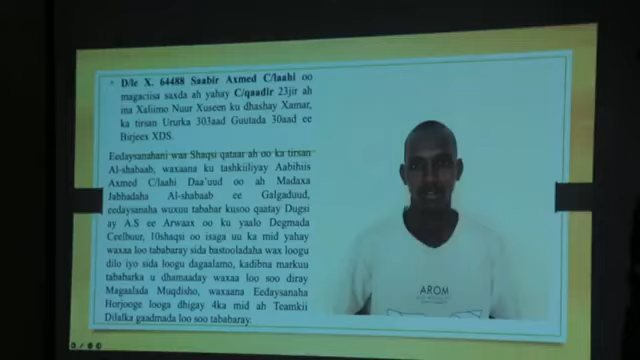 D/le X. 64488 Saabir Axmed C/laahi oo
magaciisa saxda ah yahay C/qaadir 23jir ah
ina Xaliimo Nuur Xuseen ku dhashay Xamar,
ka tirsan Ururka 303aad Guutada 30aad ee
Birjeex XDS.
Eedaysanahani waa Shaqsi qataar ah oo ka tirsan
Al-shabaab, waxaana ku tashkiiliyay Aabihiis
Axmed C/laahi Daa'uud oo ah Madaxa
Jabhadaha Al-shabaab ee Galgaduud,
eedaysanaha wuxuu tababar kusoo qaatay Dugsi
ay A.S ee Arwaax oo ku yaalo Degmada
Ceelbuur, 10shaqsi oo isaga uu ka mid yahay
waxaa loo tababaray sida bastooladaha wax loogu
dilo iyo sida loogu dagaalamo, kadibna markuu
tababarka u dhamaaday waxaa loo soo diray
Magaalada Muqdisho, waxaana Eedaysanaha
Horjooge looga dhigay 4ka mid ah Teamkii
Dilalka gaadmada loo soo tababaray.
AROM